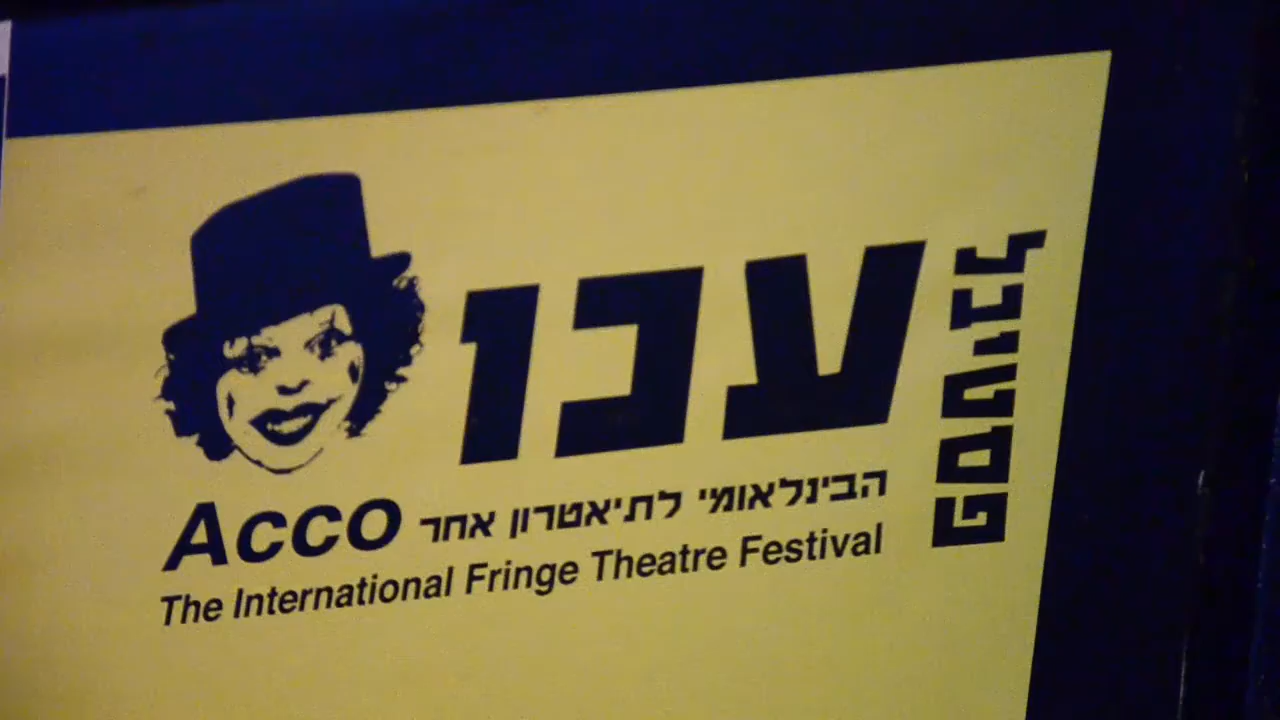 פסטיבל
עכו
הבינלאומי לתיאטרון אחר
Acco
The International Fringe Theatre Festival